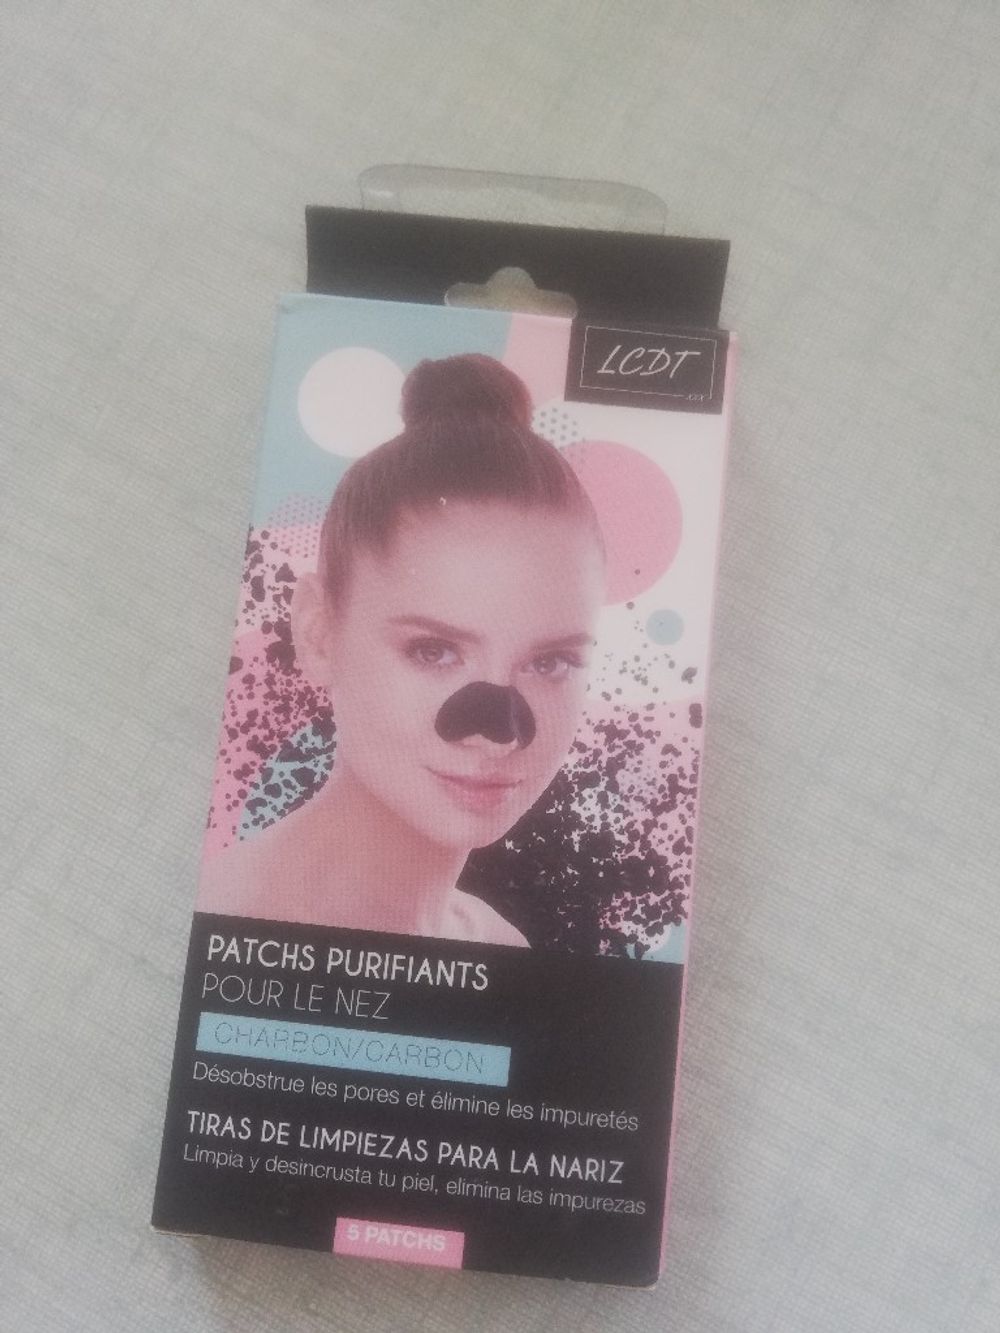 LCDT
PATCHS PURIFIANTS
POUR LE NEZ
CHARBON/CARBON
Désobstrue les pores et élimine les impuretés
TIRAS DE LIMPIEZAS PARA LA NARIZ
Limpia y desincrusta tu piel, elimina las impurezas
5 PATCHS